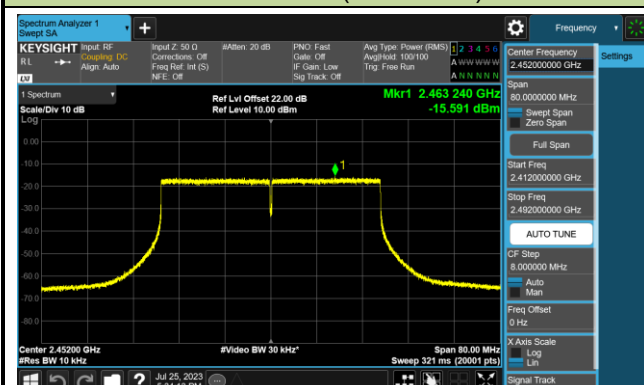 Spectrum Analyzer 1
Swept SA
Frequency
KEYSIGHT Input: RF Input Z: 50 Ω #Atten: 20 dB PNO: Fast Avg Type: Power (RMS) 1 2 3 4 5 6
R L Coupling: DC Corrections: Off Gate: Off Avg|Hold: 100/100 A W W W W W
Align: Auto Freq Ref: Int (S) IF Gain: Low Trig: Free Run
LXI NFE: Off Sig Track: Off A N N N N N
Center Frequency
2.452000000 GHz
Settings
Span
80.0000000 MHz
Swept Span
Zero Span
Full Span
Start Freq
2.412000000 GHz
Stop Freq
2.492000000 GHz
AUTO TUNE
CF Step
8.000000 MHz
Auto
Man
Freq Offset
0 Hz
X Axis Scale
Log
Lin
Signal Track
1 Spectrum
Scale/Div 10 dB
Ref Lvl Offset 22.00 dB
Ref Level 10.00 dBm
Mkr1 2.463 240 GHz
-15.591 dBm
Log
0.00
-10.0
-20.0
-30.0
-40.0
-50.0
-60.0
-70.0
-80.0
1
Center 2.45200 GHz #Video BW 30 kHz* Span 80.00 MHz
#Res BW 10 kHz Sweep 321 ms (20001 pts)
? Jul 25, 2023